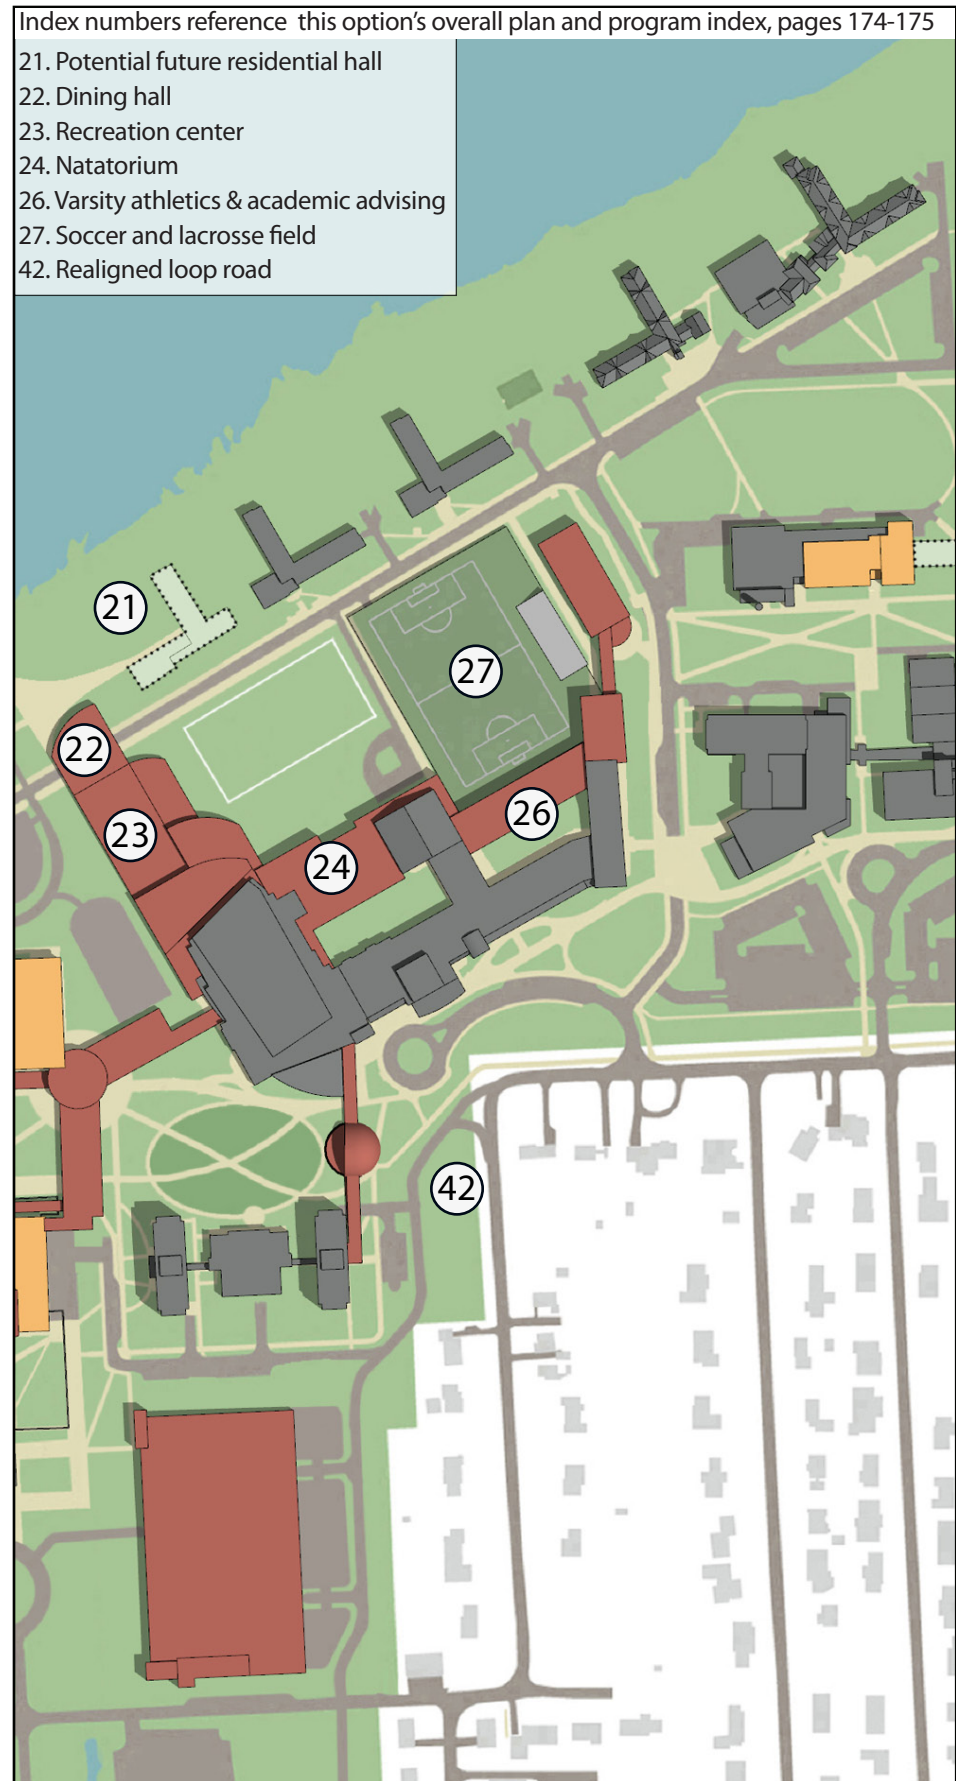 Index numbers reference this option’s overall plan and program index, pages 174-175
21. Potential future residential hall
22. Dining hall
23. Recreation center
24. Natatorium
26. Varsity athletics & academic advising
27. Soccer and lacrosse field
42. Realigned loop road
21
27
22
26
23
24
42